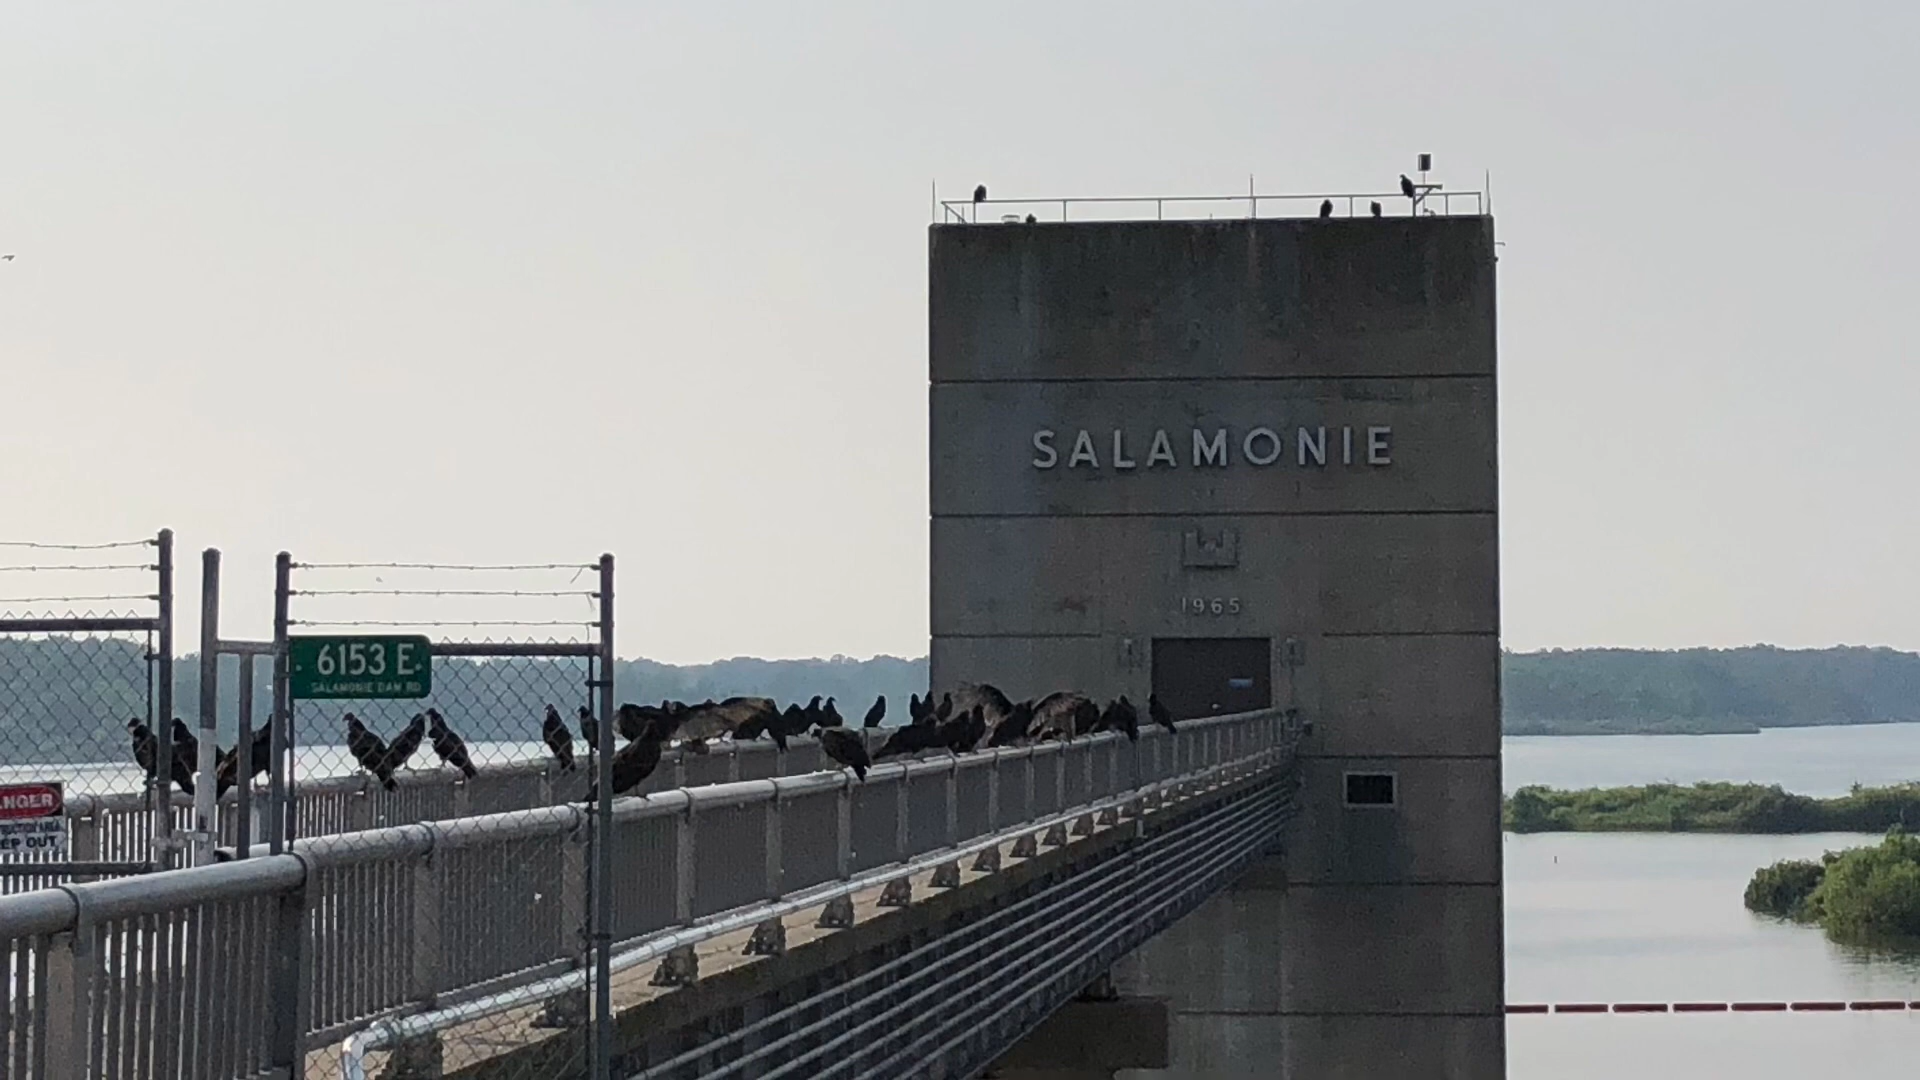 SALAMONIE
1965
6153 E
SALAMONIE DAM RD
ANGER
EP OUT